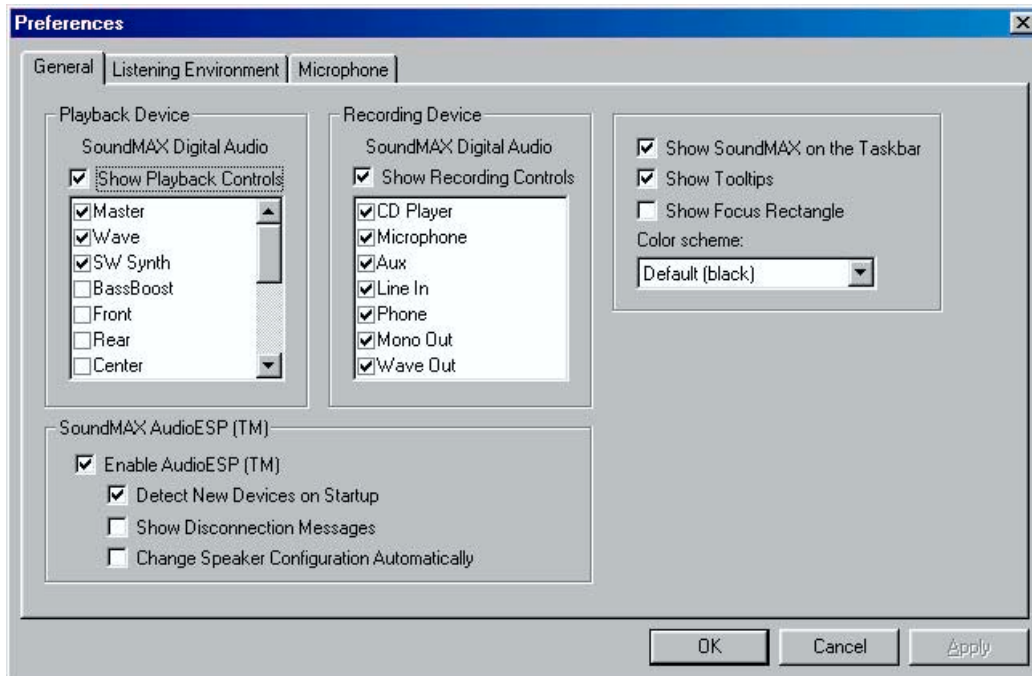 Preferences
General
Listening Environment
Microphone
Playback Device
SoundMAX Digital Audio
Show Playback Controls
Master
Wave
SW Synth
BassBoost
Front
Rear
Center
Recording Device
SoundMAX Digital Audio
Show Recording Controls
CD Player
Microphone
Aux
Line In
Phone
Mono Out
Wave Out
Show SoundMAX on the Taskbar
Show Tooltips
Show Focus Rectangle
Color scheme:
Default (black)
SoundMAX AudioESP (TM)
Enable AudioESP (TM)
Detect New Devices on Startup
Show Disconnection Messages
Change Speaker Configuration Automatically
OK
Cancel
Apply